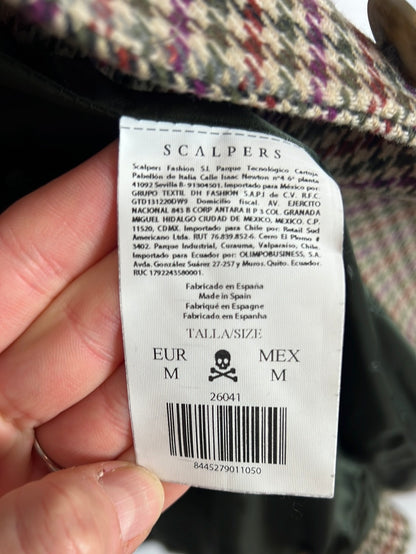 SCALPERS
Scalpers Fashion S.L Parque Tecnológico Cartuja
Pabellón de Italia Calle Isaac Newton nº4 6ª planta
41092 Sevilla B- 91304501. Importado para México por:
GRUPO TEXTIL DH FASHION S.A.P.I de C.V. R.F.C.
GTD131220DW9 Domicilio fiscal. AV. EJERCITO
NACIONAL 843 B CORP ANTARA II P 3 COL. GRANADA
MIGUEL HIDALGO CIUDAD DE MEXICO, MEXICO. C.P.
11520, CDMX. Importado para Chile por: Retail Sud
Americano Ltda. RUT 76.839.852-6. Cerro El Plomo #
3402. Parque Industrial, Curauma, Valparaíso, Chile.
Importado para Ecuador por: OLIMPOBUSINESS, S.A.
Avda. González Suárez 27-257 y Muros. Quito. Ecuador.
RUC 1792243580001.
Fabricado en España
Made in Spain
Fabriqué en Espagne
Fabricado en Espanha
TALLA/SIZE
EUR MEX
M M
26041
8445279011050